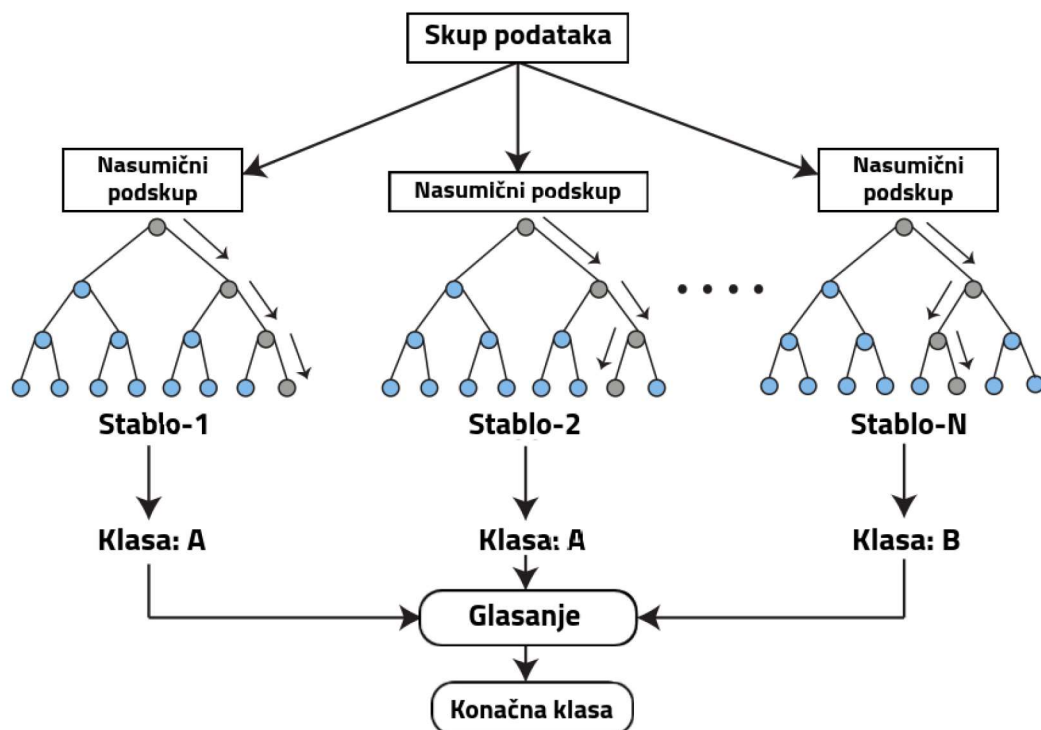 Skup podataka
Nasumični
podskup
Nasumični podskup
Nasumični
podskup
Stablo-1
Stablo-2
Stablo-N
Klasa: A
Klasa: A
Klasa: B
Glasanje
Konačna klasa